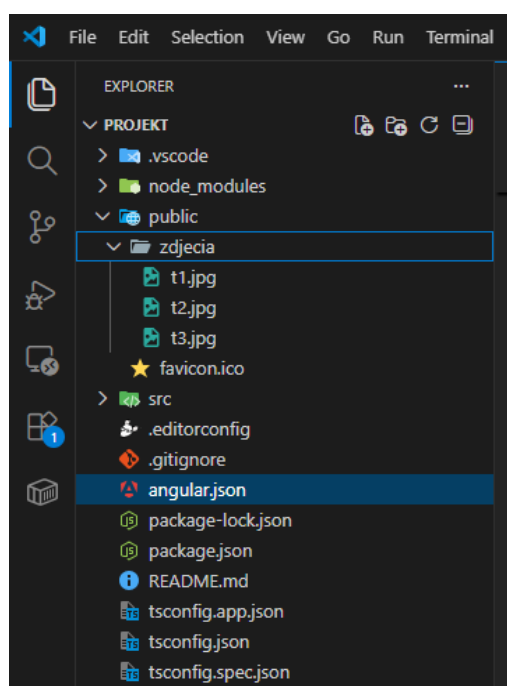 File Edit Selection View Go Run Terminal
EXPLORER
PROJEKT
.vscode
node_modules
public
zdjecia
t1.jpg
t2.jpg
t3.jpg
favicon.ico
src
.editorconfig
.gitignore
angular.json
package-lock.json
package.json
README.md
tsconfig.app.json
tsconfig.json
tsconfig.spec.json
1